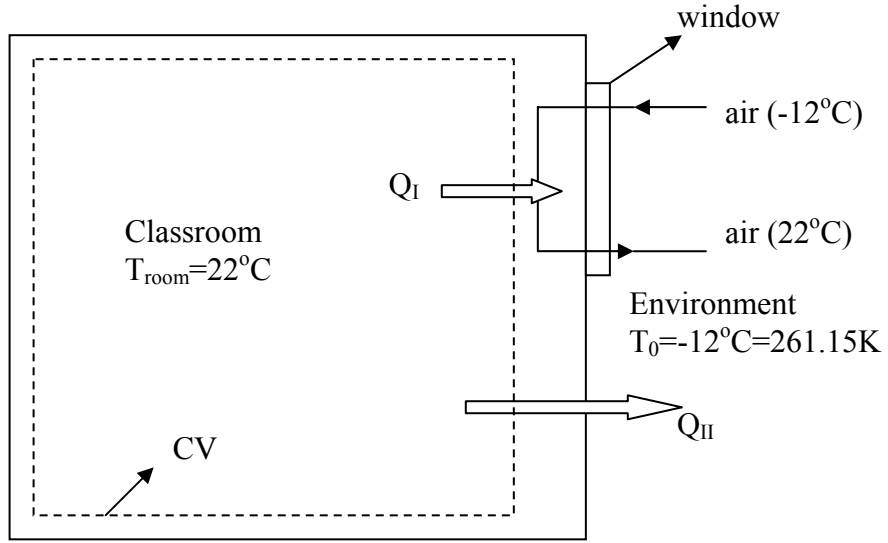 window
air (-12°C)
Q_I
air (22°C)
Classroom
T_room=22°C
Environment
T_0=-12°C=261.15K
Q_II
CV